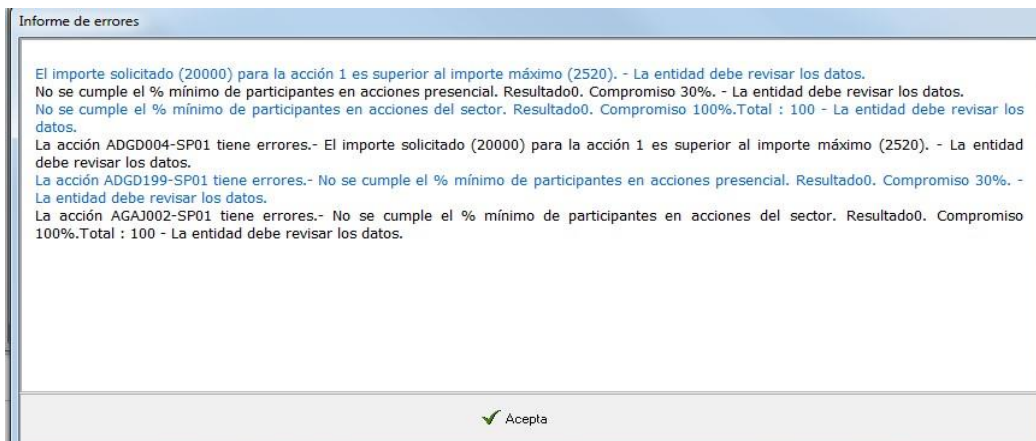 Informe de errores
El importe solicitado (20000) para la acción 1 es superior al importe máximo (2520). - La entidad debe revisar los datos.
No se cumple el % mínimo de participantes en acciones presencial. Resultado0. Compromiso 30%. - La entidad debe revisar los datos.
No se cumple el % mínimo de participantes en acciones del sector. Resultado0. Compromiso 100%.Total : 100 - La entidad debe revisar los
datos.
La acción ADGD004-SP01 tiene errores.- El importe solicitado (20000) para la acción 1 es superior al importe máximo (2520). - La entidad
debe revisar los datos.
La acción ADGD199-SP01 tiene errores.- No se cumple el % mínimo de participantes en acciones presencial. Resultado0. Compromiso 30%. -
La entidad debe revisar los datos.
La acción AGAJ002-SP01 tiene errores.- No se cumple el % mínimo de participantes en acciones del sector. Resultado0. Compromiso
100%.Total : 100 - La entidad debe revisar los datos.
Acepta